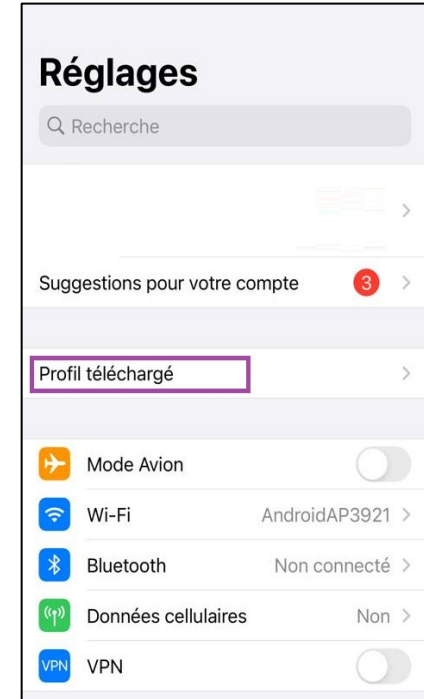 Réglages
Recherche
Suggestions pour votre compte 3
Profil téléchargé
Mode Avion
Wi-Fi AndroidAP3921
Bluetooth Non connecté
Données cellulaires Non
VPN VPN